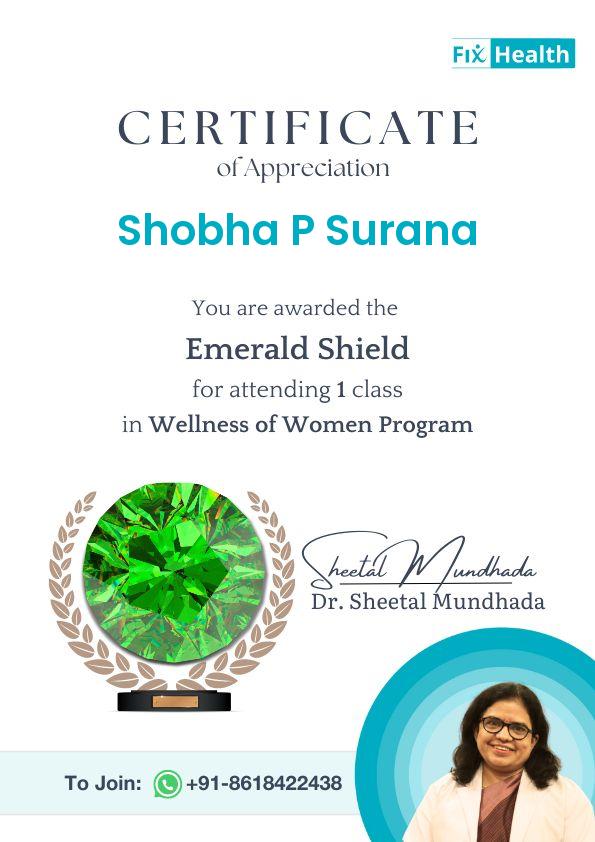 Fix Health
CERTIFICATE
of Appreciation
Shobha P Surana
You are awarded the
Emerald Shield
for attending 1 class
in Wellness of Women Program
Sheetal Mundhada
Dr. Sheetal Mundhada
To Join: +91-8618422438